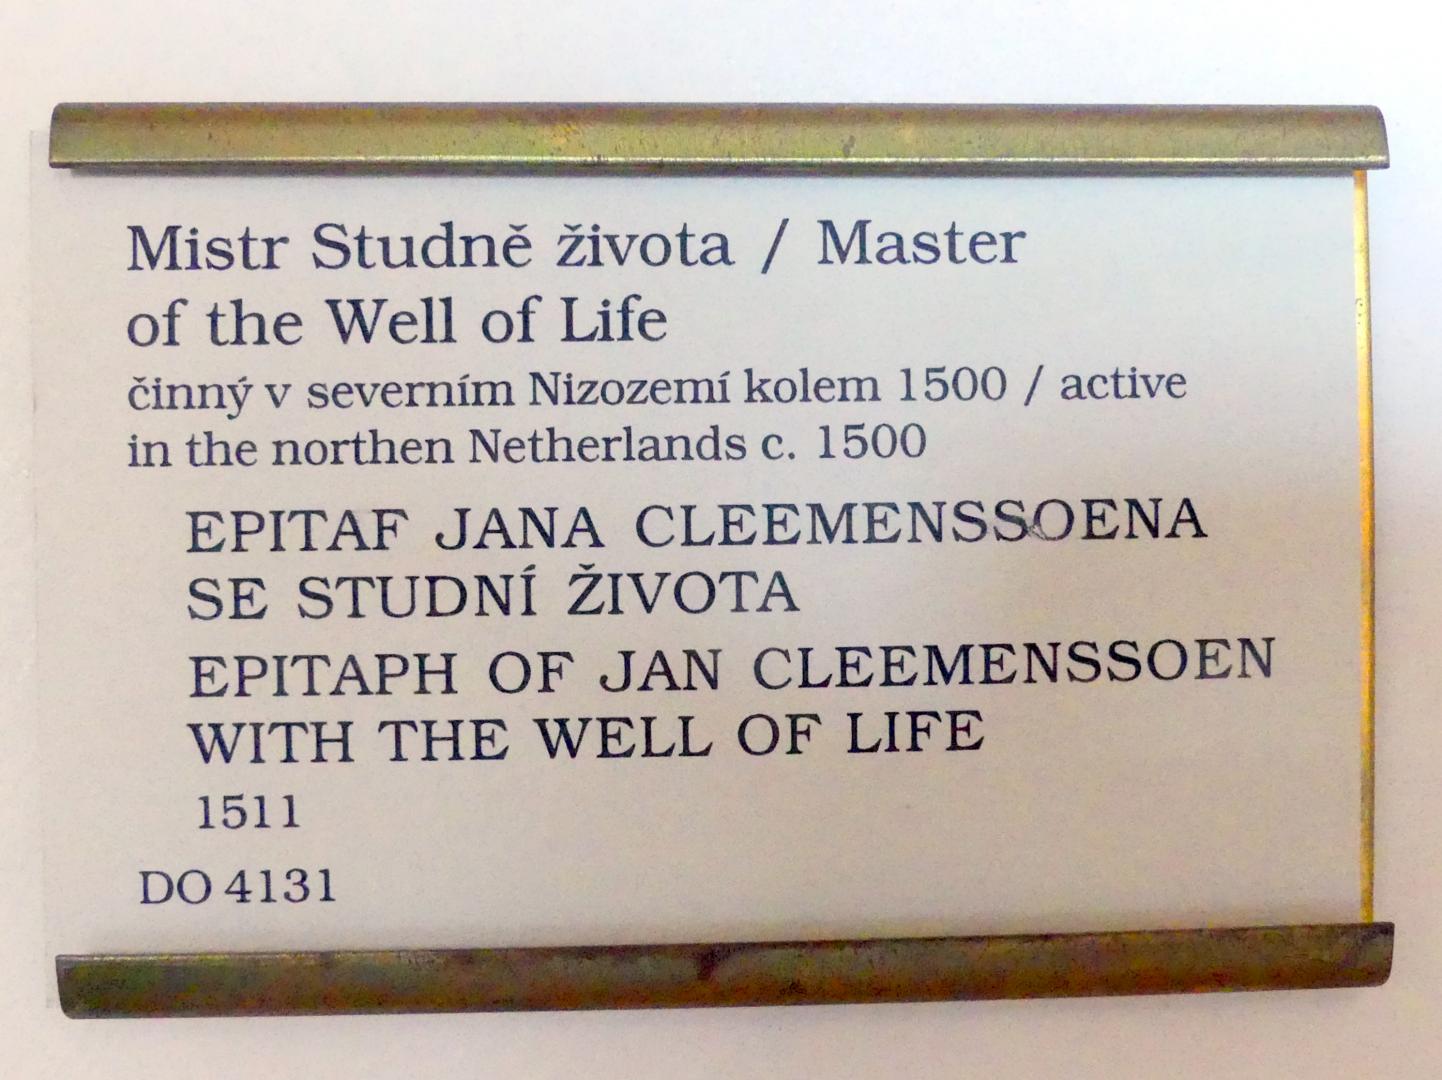 Mistr Studně života / Master
of the Well of Life
činný v severním Nizozemí kolem 1500 / active
in the northen Netherlands c. 1500
EPITAF JANA CLEEMENSSOENA
SE STUDNÍ ŽIVOTA
EPITAPH OF JAN CLEEMENSSOEN
WITH THE WELL OF LIFE
1511
DO 4131